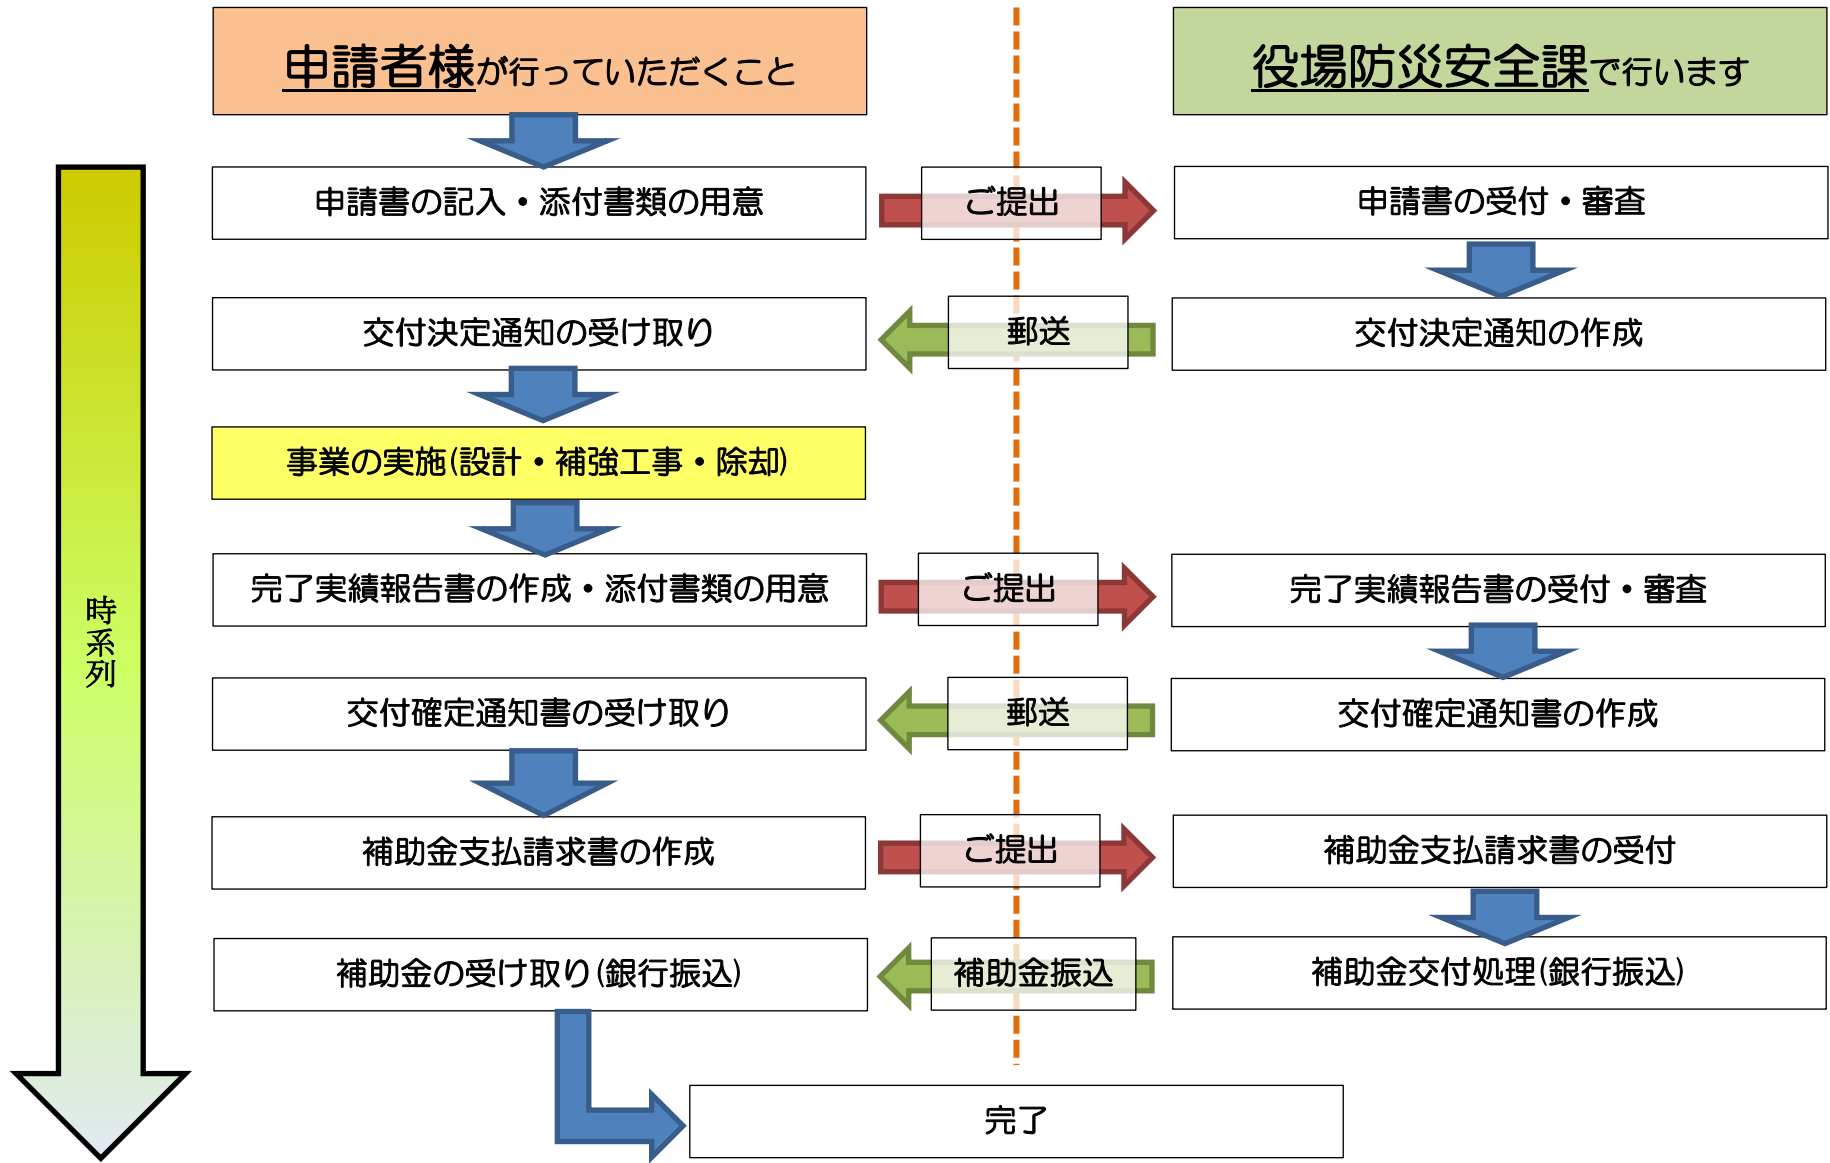 申請者様が行っていただくこと
役場防災安全課で行います
申請書の記入・添付書類の用意
ご提出
申請書の受付・審査
交付決定通知の受け取り
郵送
交付決定通知の作成
事業の実施(設計・補強工事・除却)
完了実績報告書の作成・添付書類の用意
ご提出
完了実績報告書の受付・審査
時系列
交付確定通知書の受け取り
郵送
交付確定通知書の作成
補助金支払請求書の作成
ご提出
補助金支払請求書の受付
補助金の受け取り(銀行振込)
補助金振込
補助金交付処理(銀行振込)
完了